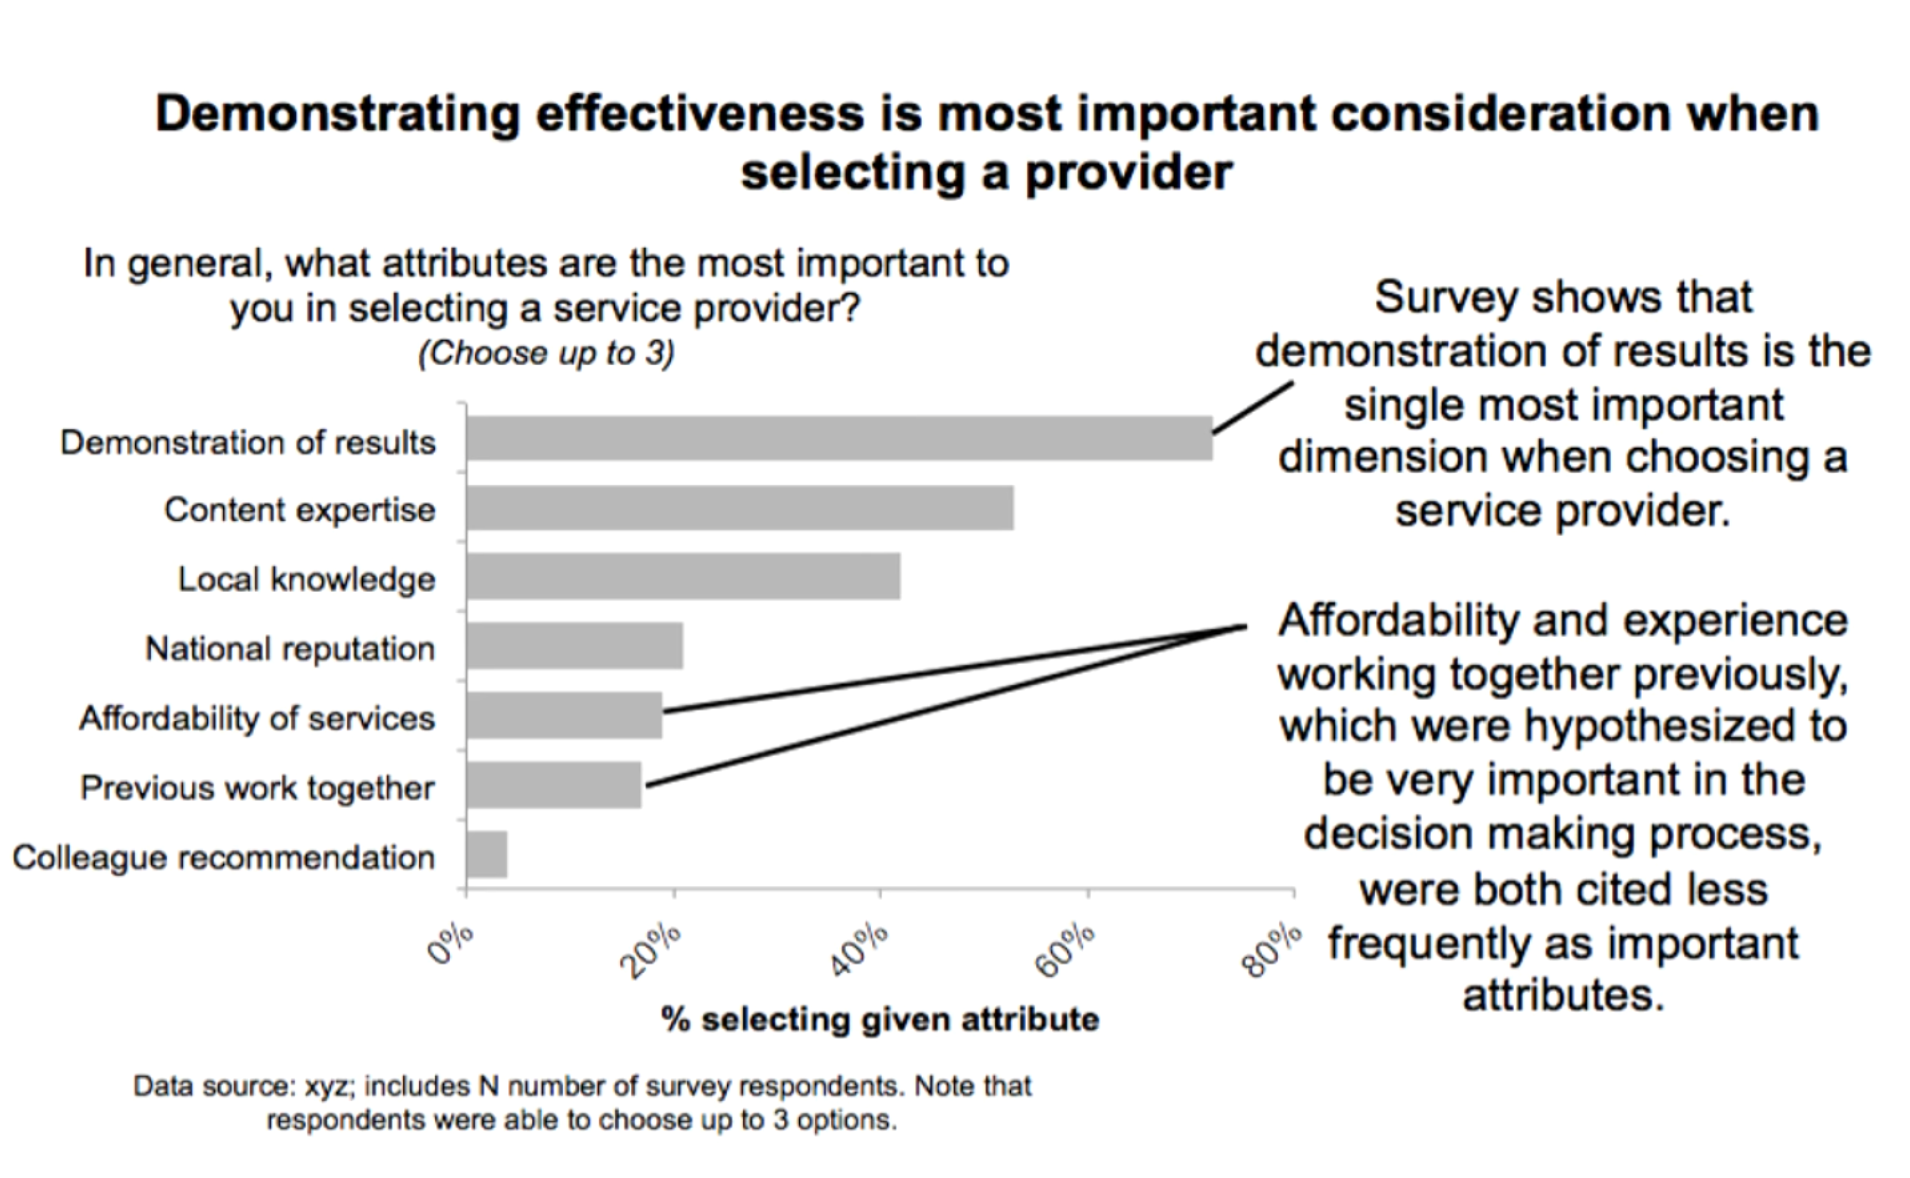 Demonstrating effectiveness is most important consideration when
selecting a provider
In general, what attributes are the most important to
you in selecting a service provider?
(Choose up to 3)
Demonstration of results
Content expertise
Local knowledge
National reputation
Affordability of services
Previous work together
Colleague recommendation
0%
20%
40%
60%
80%
% selecting given attribute
Survey shows that
demonstration of results is the
single most important
dimension when choosing a
service provider.
Affordability and experience
working together previously,
which were hypothesized to
be very important in the
decision making process,
were both cited less
frequently as important
attributes.
Data source: xyz; includes N number of survey respondents. Note that
respondents were able to choose up to 3 options.